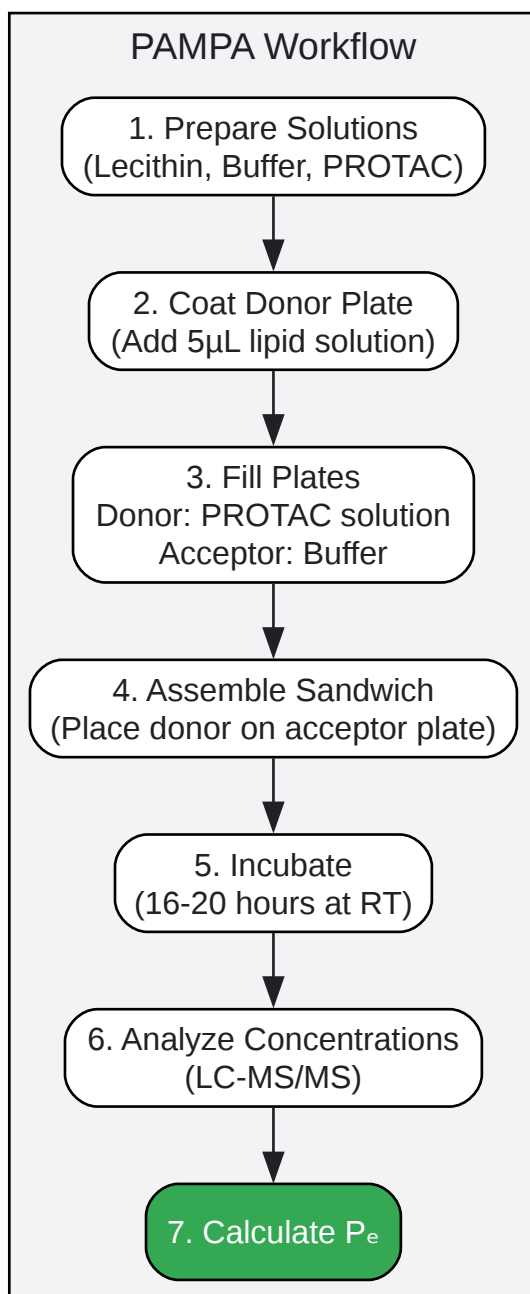 PAMPA Workflow
1. Prepare Solutions
(Lecithin, Buffer, PROTAC)
2. Coat Donor Plate
(Add 5µL lipid solution)
3. Fill Plates
Donor: PROTAC solution
Acceptor: Buffer
4. Assemble Sandwich
(Place donor on acceptor plate)
5. Incubate
(16-20 hours at RT)
6. Analyze Concentrations
(LC-MS/MS)
7. Calculate Pₑ